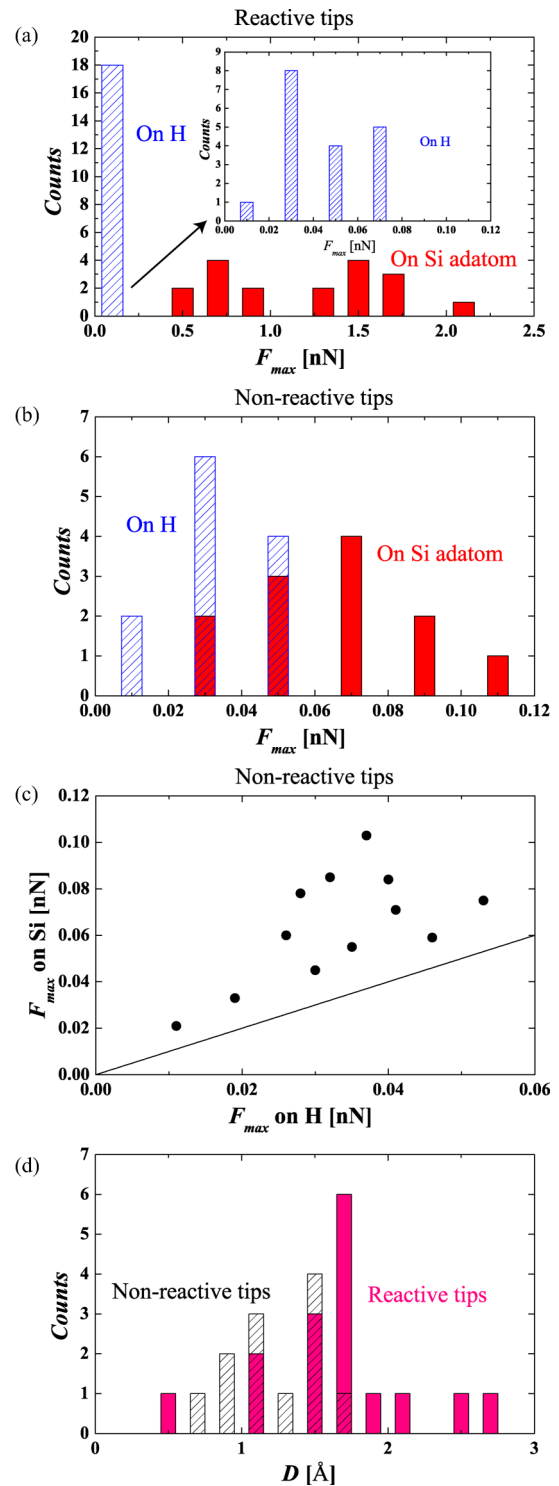 (a)
Reactive tips
20
18
16
14
12
10
8
6
4
2
0
Counts
On H
9
8
7
6
5
4
3
2
1
0
Counts
On H
0.00 0.02 0.04 0.06 0.08 0.10 0.12
F_max [nN]
On Si adatom
0.0 0.5 1.0 1.5 2.0 2.5
F_max [nN]
(b)
Non-reactive tips
7
6
5
4
3
2
1
0
Counts
On H
On Si adatom
0.00 0.02 0.04 0.06 0.08 0.10 0.12
F_max [nN]
(c)
Non-reactive tips
0.12
0.10
0.08
0.06
0.04
0.02
0.00
F_max on Si [nN]
0.00 0.02 0.04 0.06
F_max on H [nN]
(d)
7
6
5
4
3
2
1
0
Counts
Non-reactive tips
Reactive tips
0 1 2 3
D [Å]